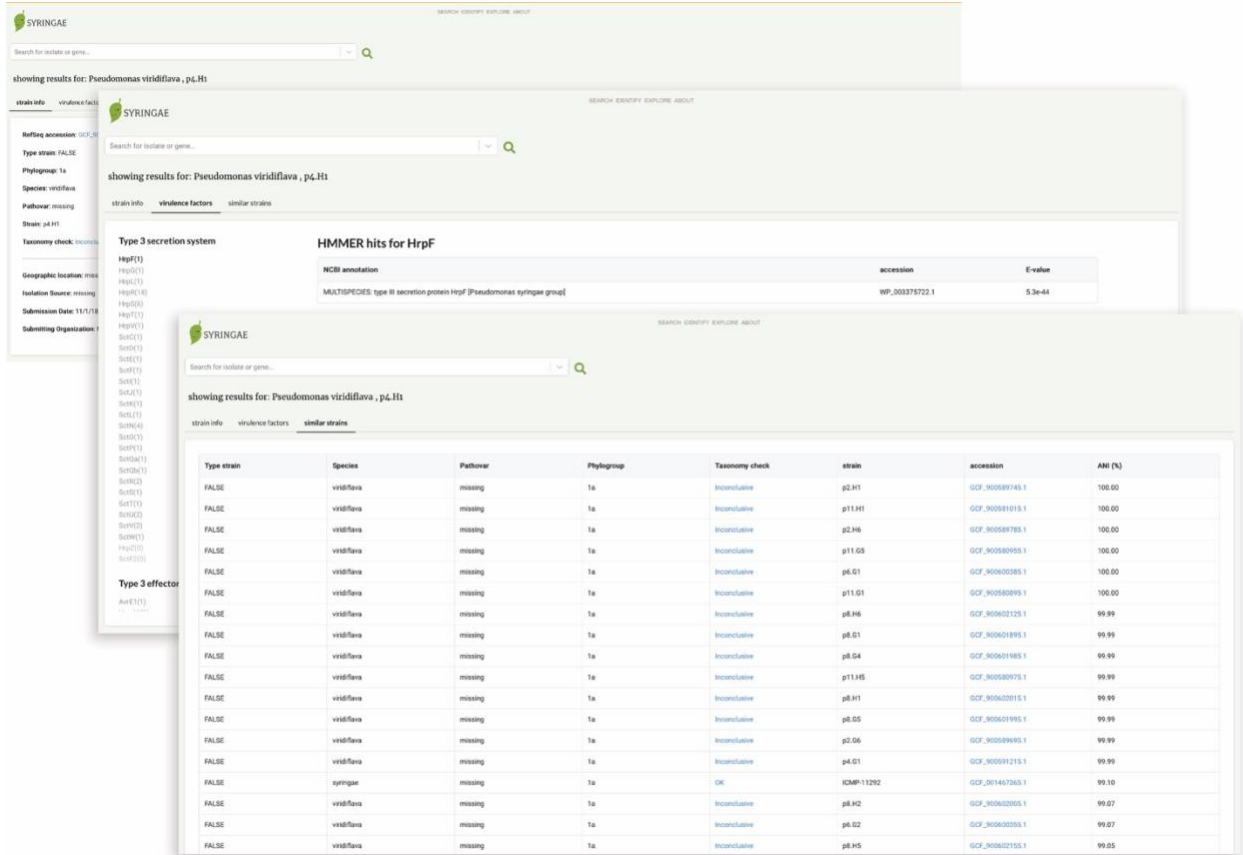 SYRINGAE
SEARCH IDENTIFY EXPLORE ABOUT
Search for isolate or gene...
showing results for: Pseudomonas viridiflava , p4.H1
strain info virulence
RefSeq accession:
Type strain: FALSE
Phylogroup: 1a
Species: viridiflava
Pathovar: missing
Strain: p4.H1
Taxonomy check:
Geographic location:
Isolation Source: missing
Submission Date: 11/1/18
Submitting Organization:
SYRINGAE
SEARCH IDENTIFY EXPLORE ABOUT
Search for isolate or gene...
showing results for: Pseudomonas viridiflava , p4.H1
strain info virulence factors similar strains
Type 3 secretion system
HrpF(1)
HrpG(1)
HrpL(1)
HrpR(18)
HrpS(6)
HrpT(1)
HrpV(1)
SctC(1)
SctD(1)
SctE(1)
SctF(1)
SctI(1)
SctJ(1)
SctK(1)
SctL(1)
SctN(4)
SctO(1)
SctP(1)
SctQa(1)
SctQb(1)
SctR(2)
SctS(1)
SctT(1)
SctU(2)
SctV(2)
SctW(1)
HrpZ(0)
Type 3 effector
AvrE1(1)
HMMER hits for HrpF
NCBI annotation accession E-value
MULTISPECIES: type III secretion protein HrpF [Pseudomonas syringae group] WP_003375722.1 5.3e-44
SYRINGAE
SEARCH IDENTIFY EXPLORE ABOUT
Search for isolate or gene...
showing results for: Pseudomonas viridiflava , p4.H1
strain info virulence factors similar strains
Type strain Species Pathovar Phylogroup Taxonomy check strain accession ANI (%)
FALSE viridiflava missing 1a Inconclusive p2.H1 GCF_900589745.1 100.00
FALSE viridiflava missing 1a Inconclusive p11.H1 GCF_900581015.1 100.00
FALSE viridiflava missing 1a Inconclusive p2.H6 GCF_900589785.1 100.00
FALSE viridiflava missing 1a Inconclusive p11.G5 GCF_900580955.1 100.00
FALSE viridiflava missing 1a Inconclusive p6.G1 GCF_900600385.1 100.00
FALSE viridiflava missing 1a Inconclusive p11.G1 GCF_900580895.1 100.00
FALSE viridiflava missing 1a Inconclusive p8.H6 GCF_900602125.1 99.99
FALSE viridiflava missing 1a Inconclusive p8.G1 GCF_900601895.1 99.99
FALSE viridiflava missing 1a Inconclusive p8.G4 GCF_900601985.1 99.99
FALSE viridiflava missing 1a Inconclusive p11.H5 GCF_900580975.1 99.99
FALSE viridiflava missing 1a Inconclusive p8.H1 GCF_900602015.1 99.99
FALSE viridiflava missing 1a Inconclusive p8.G5 GCF_900601995.1 99.99
FALSE viridiflava missing 1a Inconclusive p2.G6 GCF_900589695.1 99.99
FALSE viridiflava missing 1a Inconclusive p4.G1 GCF_900591215.1 99.99
FALSE syringae missing 1a OK ICMP-11292 GCF_001467265.1 99.10
FALSE viridiflava missing 1a Inconclusive p8.H2 GCF_900602005.1 99.07
FALSE viridiflava missing 1a Inconclusive p6.G2 GCF_900600355.1 99.07
FALSE viridiflava missing 1a Inconclusive p8.H5 GCF_900602155.1 99.05